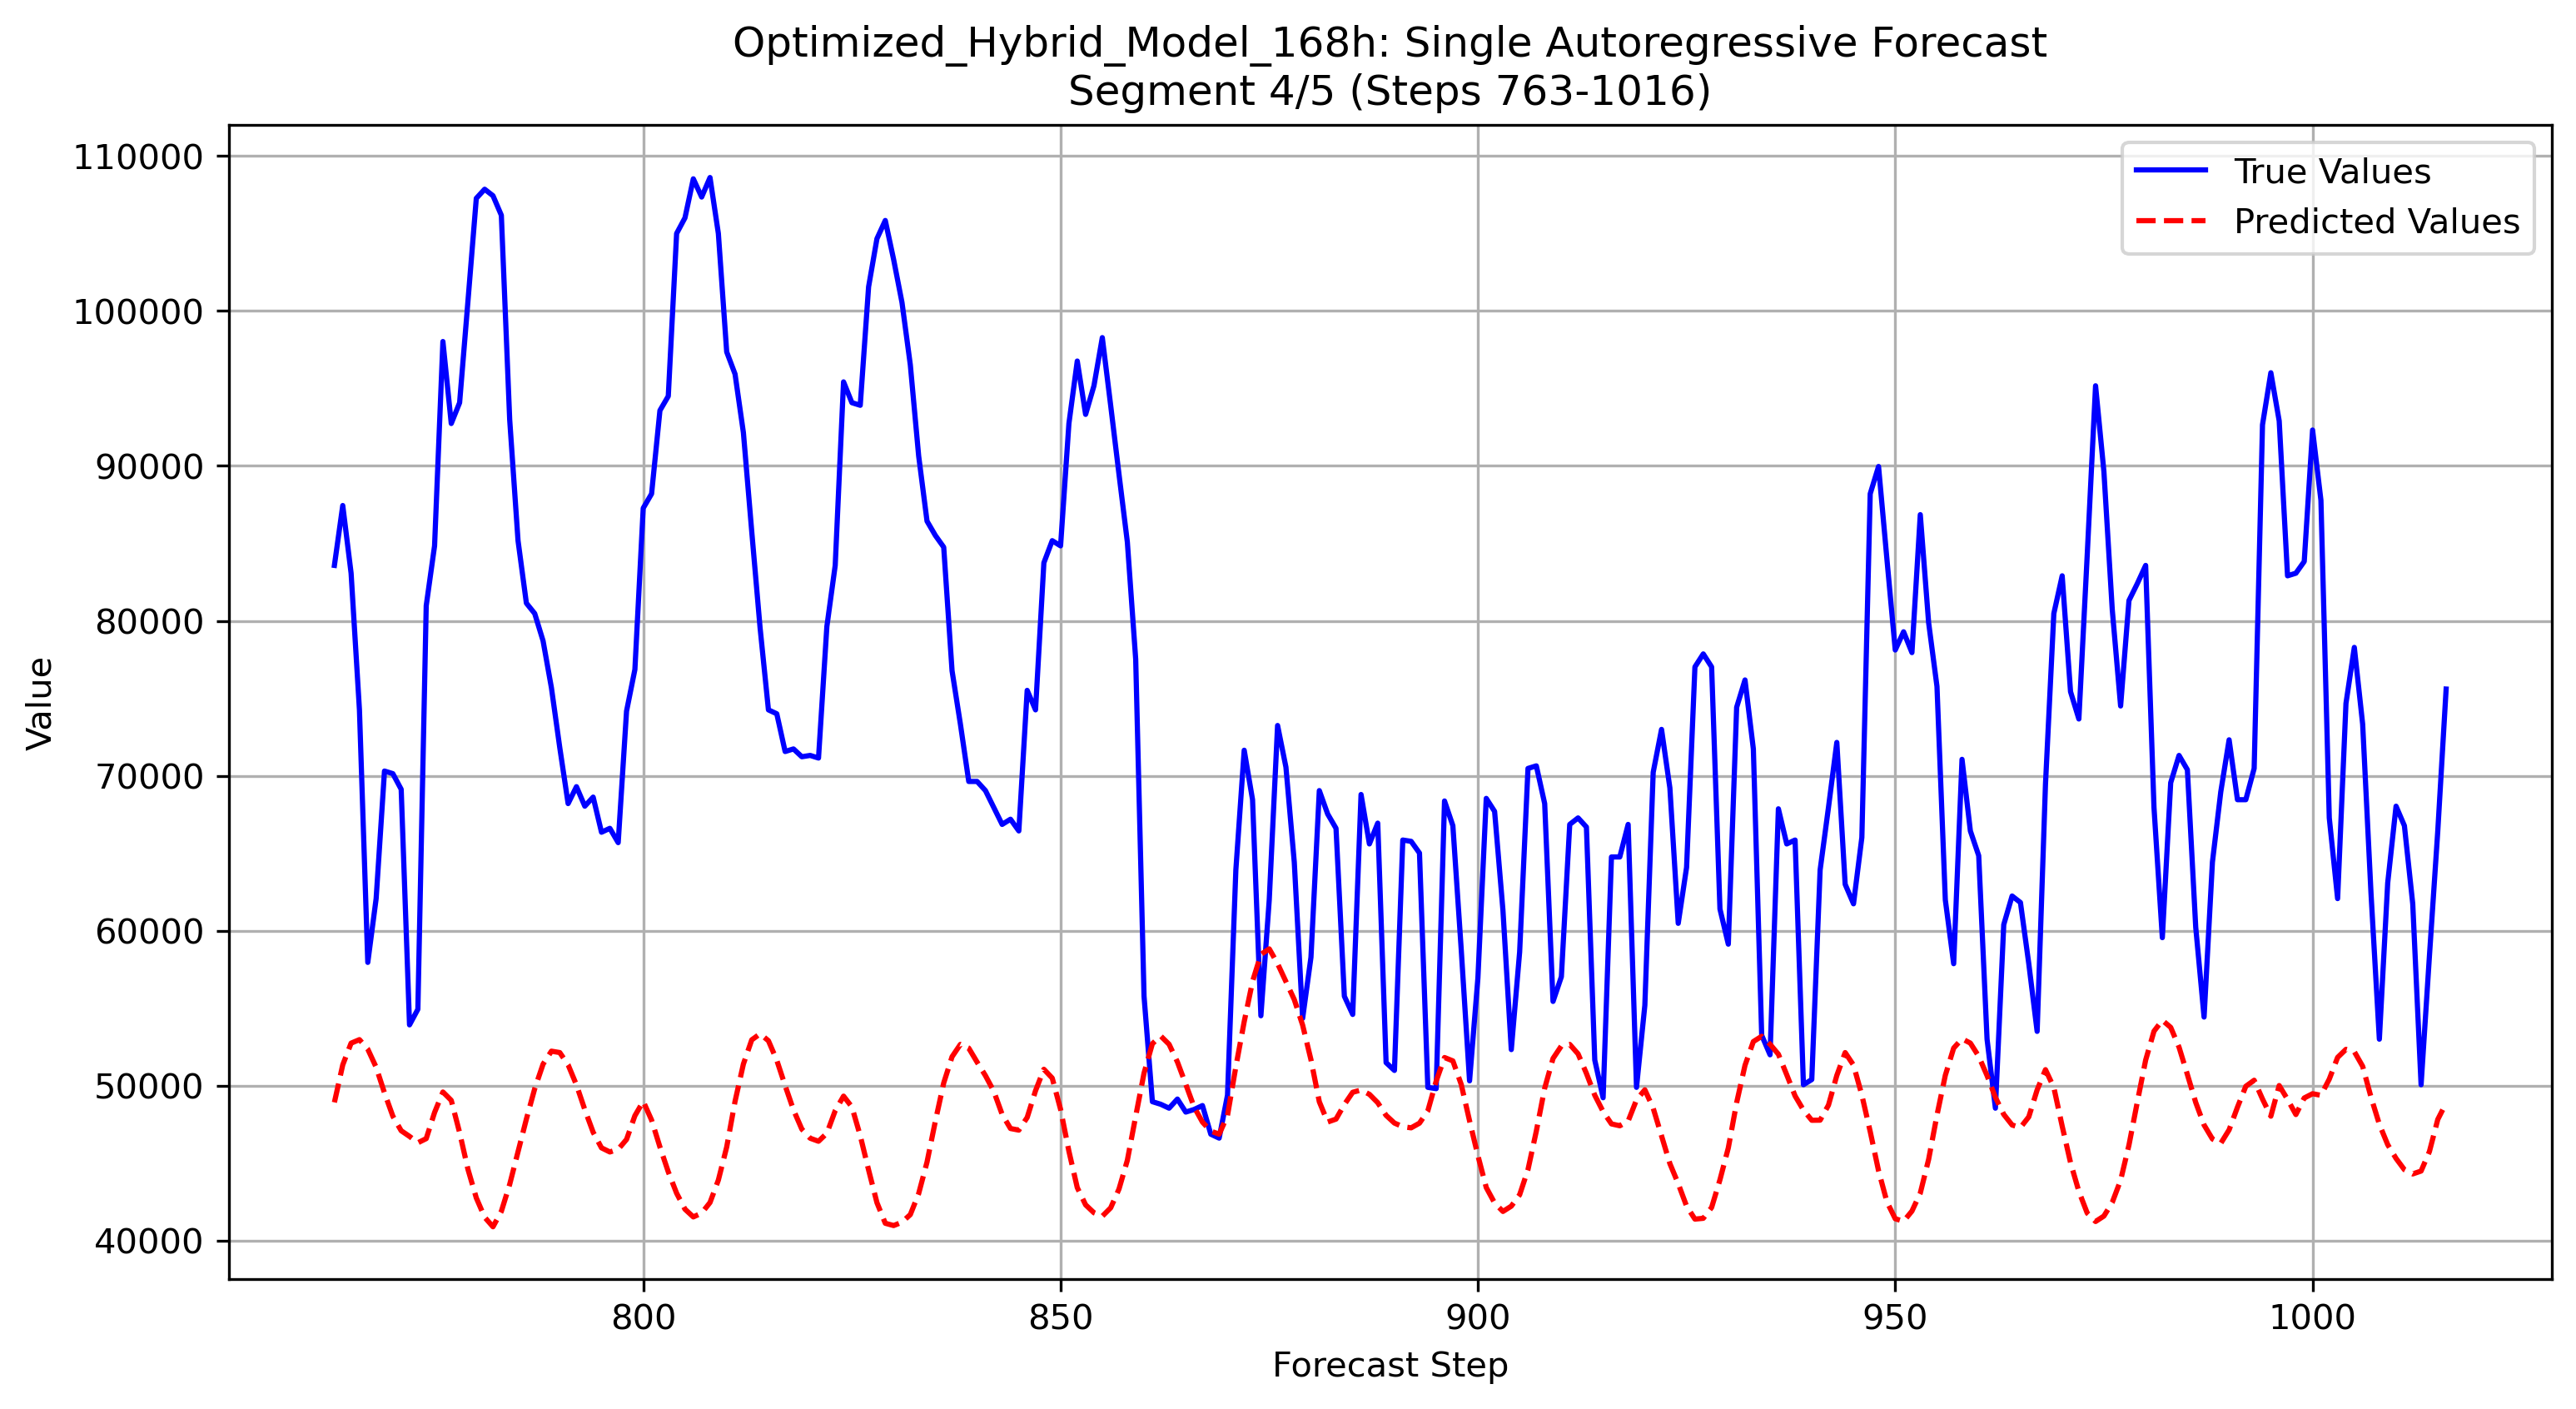 Optimized_Hybrid_Model_168h: Single Autoregressive Forecast
Segment 4/5 (Steps 763-1016)
True Values
Predicted Values
Value
110000
100000
90000
80000
70000
60000
50000
40000
800
850
900
950
1000
Forecast Step